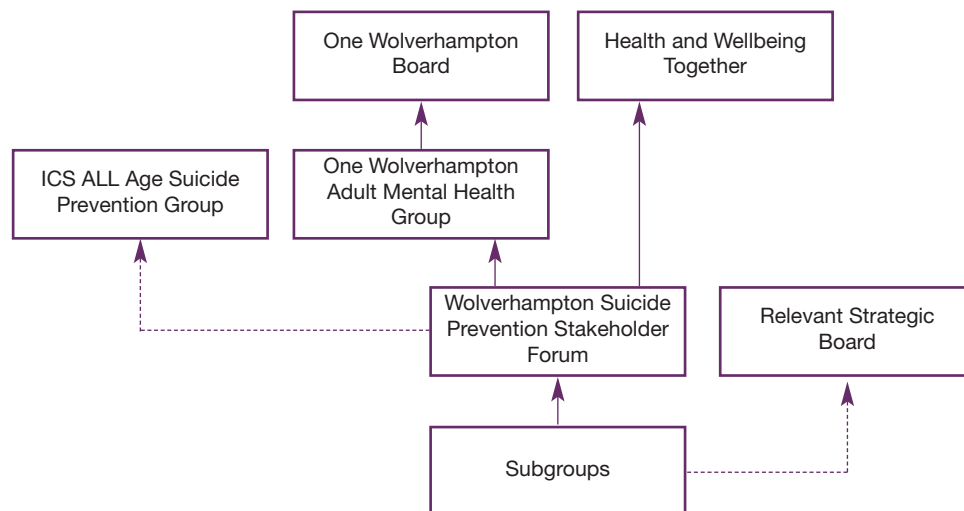 One Wolverhampton
Board
Health and Wellbeing
Together
ICS ALL Age Suicide
Prevention Group
One Wolverhampton
Adult Mental Health
Group
Wolverhampton Suicide
Prevention Stakeholder
Forum
Relevant Strategic
Board
Subgroups